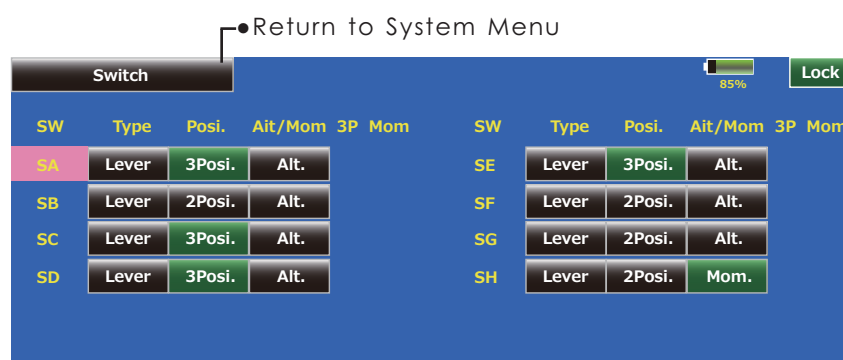 Return to System Menu
Switch 85% Lock
SW Type Posi. Ait/Mom 3P Mom SW Type Posi. Ait/Mom 3P Mom
SA Lever 3Posi. Alt. SE Lever 3Posi. Alt.
SB Lever 2Posi. Alt. SF Lever 2Posi. Alt.
SC Lever 3Posi. Alt. SG Lever 2Posi. Alt.
SD Lever 3Posi. Alt. SH Lever 2Posi. Mom.